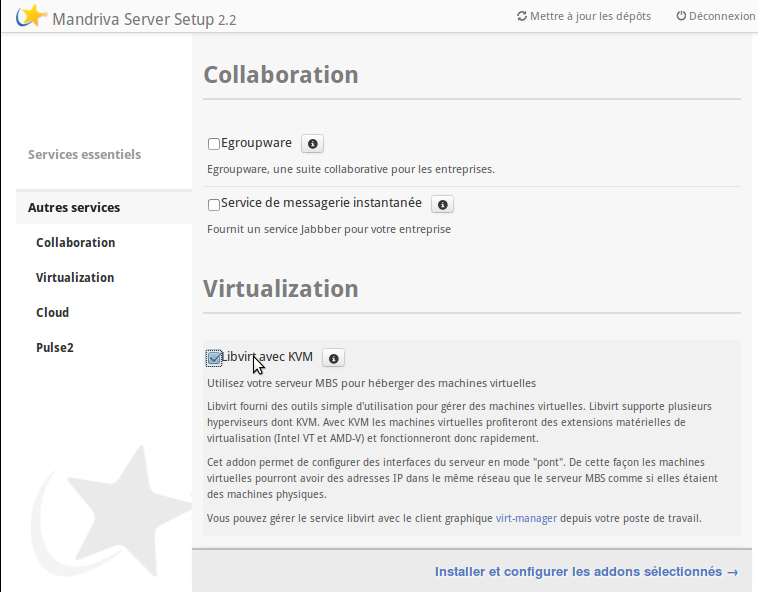 Mandriva Server Setup 2.2
Mettre à jour les dépôts
Déconnexion
Services essentiels
Autres services
Collaboration
Virtualization
Cloud
Pulse2
Collaboration
Egroupware
Egroupware, une suite collaborative pour les entreprises.
Service de messagerie instantanée
Fournit un service Jabbber pour votre entreprise
Virtualization
Libvirt avec KVM
Utilisez votre serveur MBS pour héberger des machines virtuelles
Libvirt fourni des outils simple d'utilisation pour gérer des machines virtuelles. Libvirt supporte plusieurs
hyperviseurs dont KVM. Avec KVM les machines virtuelles profiteront des extensions matérielles de
virtualisation (Intel VT et AMD-V) et fonctionneront donc rapidement.
Cet addon permet de configurer des interfaces du serveur en mode "pont". De cette façon les machines
virtuelles pourront avoir des adresses IP dans le même réseau que le serveur MBS comme si elles étaient
des machines physiques.
Vous pouvez gérer le service libvirt avec le client graphique virt-manager depuis votre poste de travail.
Installer et configurer les addons sélectionnés →